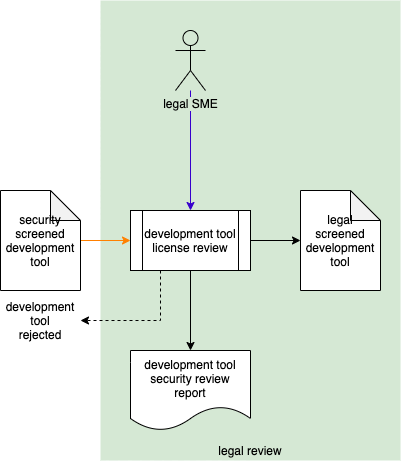 legal SME
security
screened
development
tool
development tool
license review
legal
screened
development
tool
development
tool
rejected
development tool
security review
report
legal review